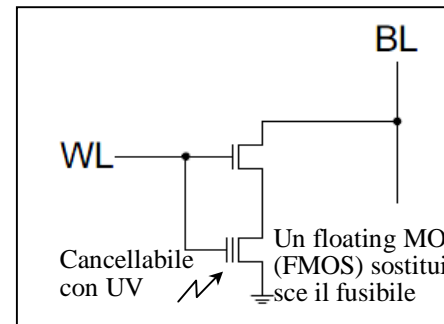 BL
WL
Un floating MO
(FMOS) sostitui
sce il fusibile
Cancellabile
con UV